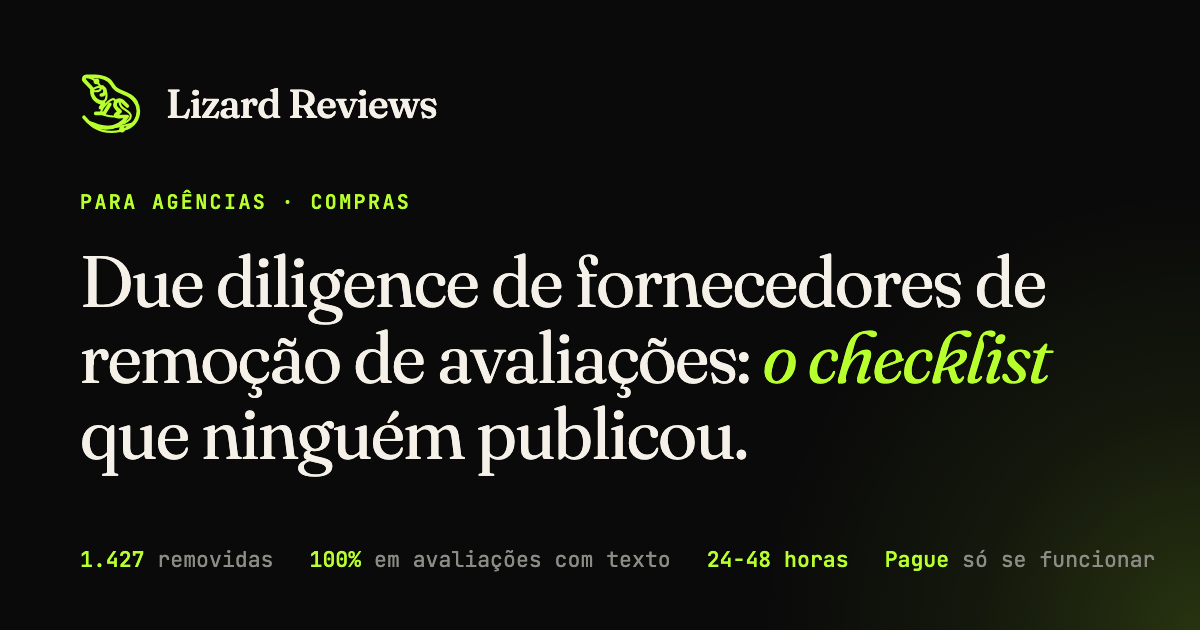 Lizard Reviews
PARA AGÊNCIAS · COMPRAS
Due diligence de fornecedores de
remoção de avaliações: o checklist
que ninguém publicou.
1.427 removidas 100% em avaliações com texto 24-48 horas Pague só se funcionar